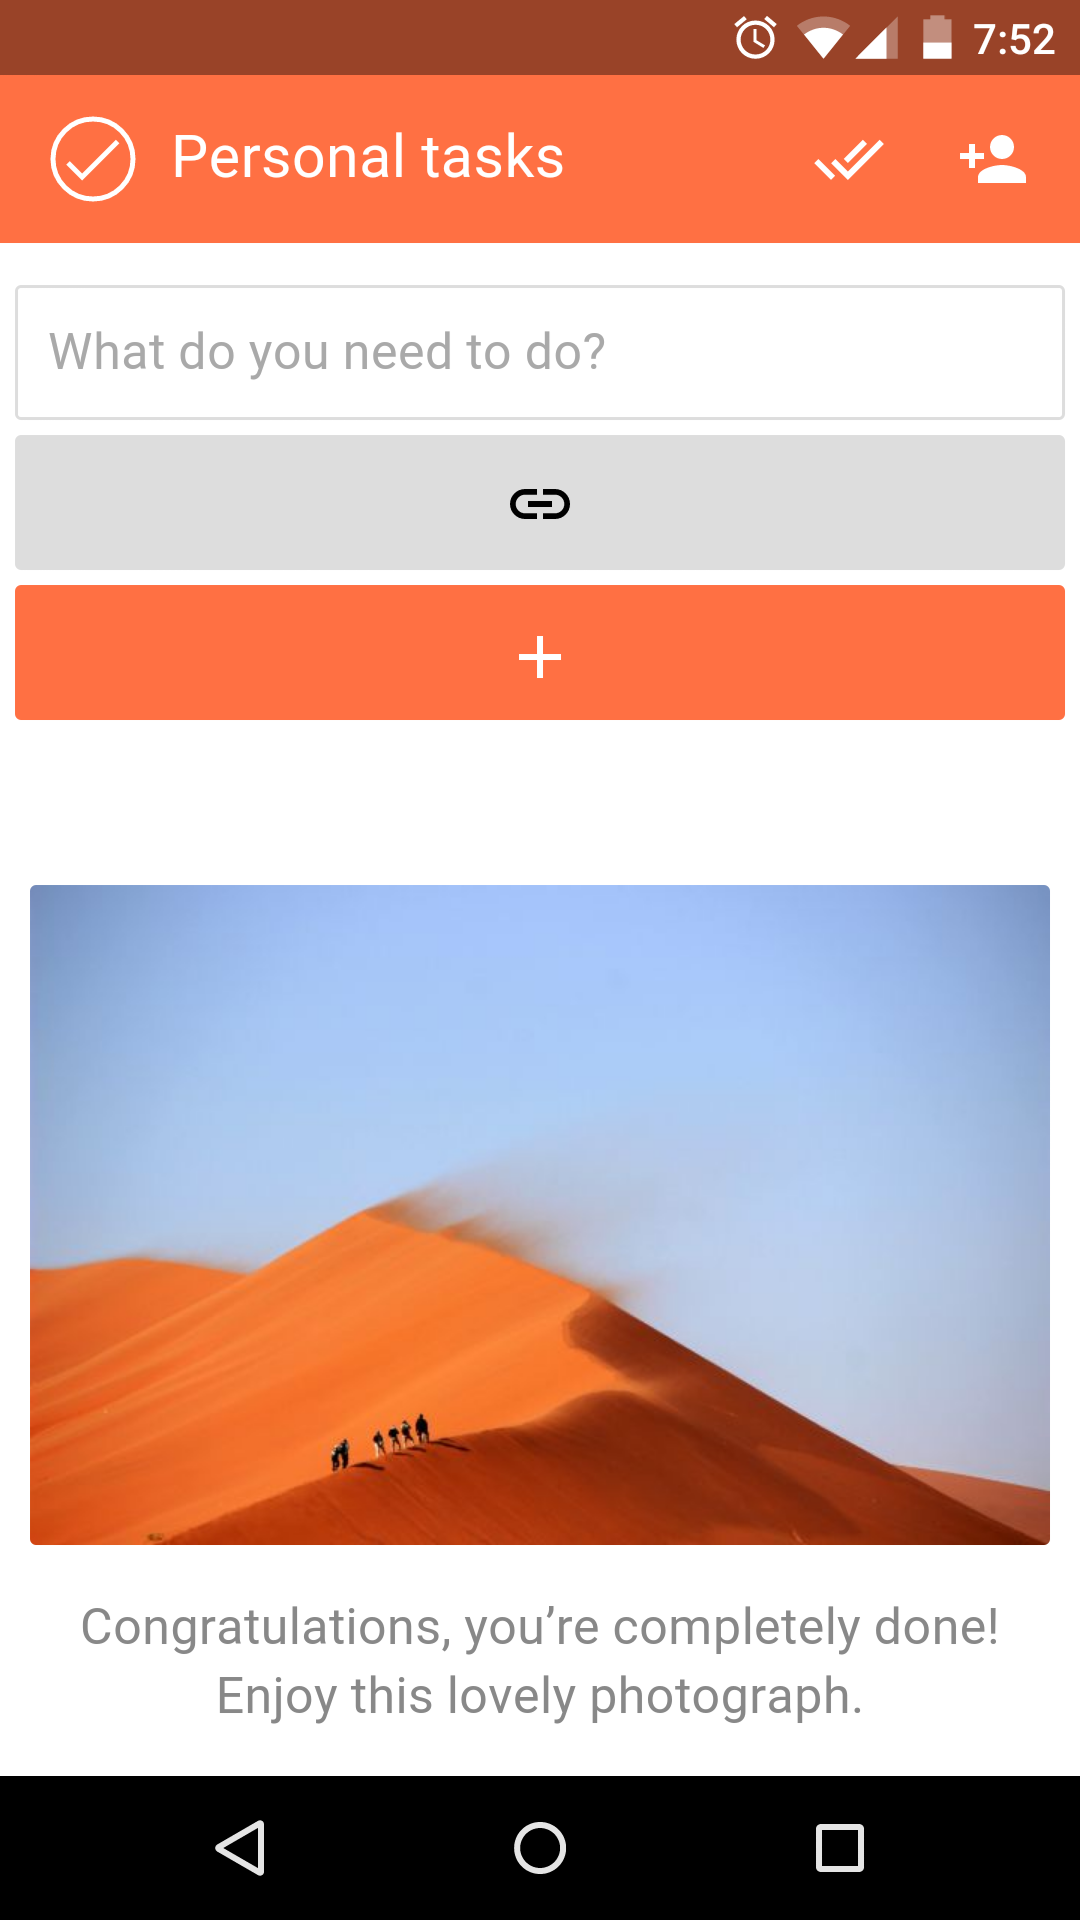 7:52
Personal tasks
What do you need to do?
Congratulations, you’re completely done!
Enjoy this lovely photograph.